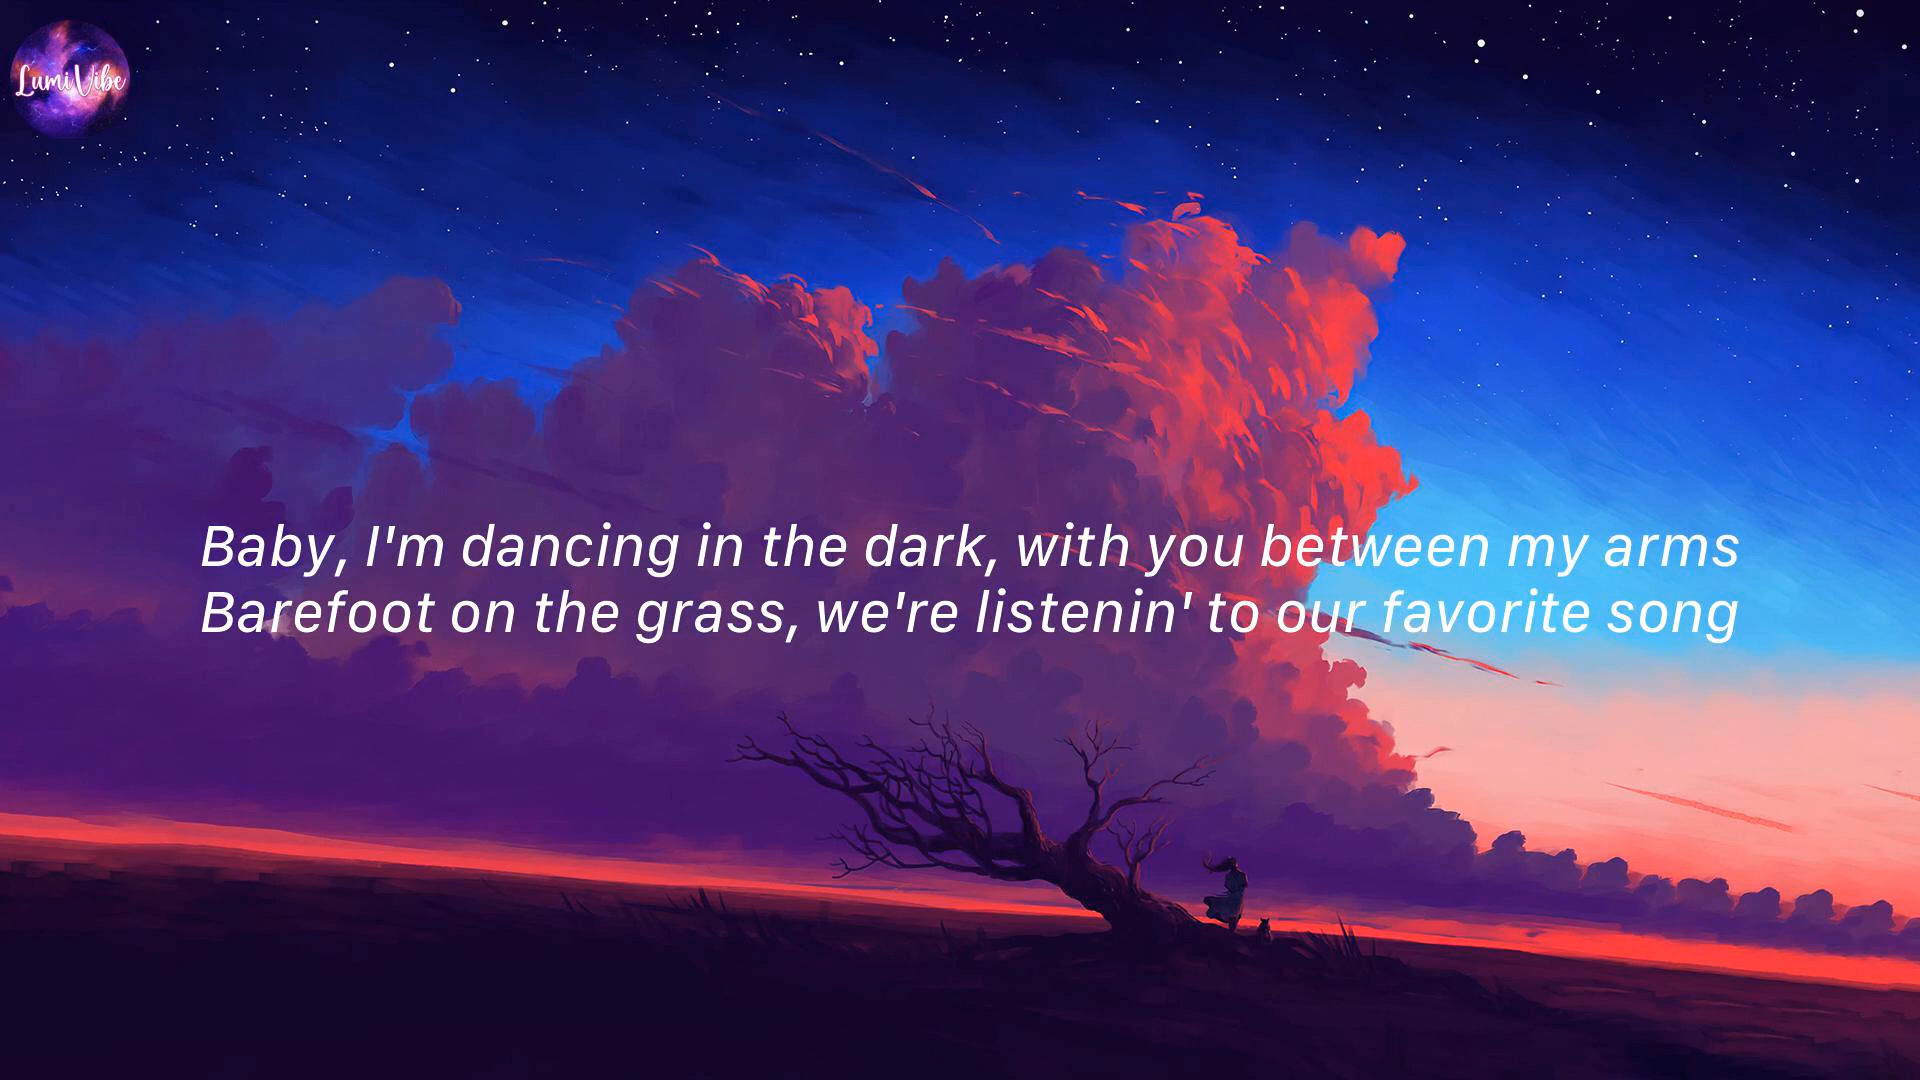 LumiVibe
Baby, I'm dancing in the dark, with you between my arms
Barefoot on the grass, we're listenin' to our favorite song